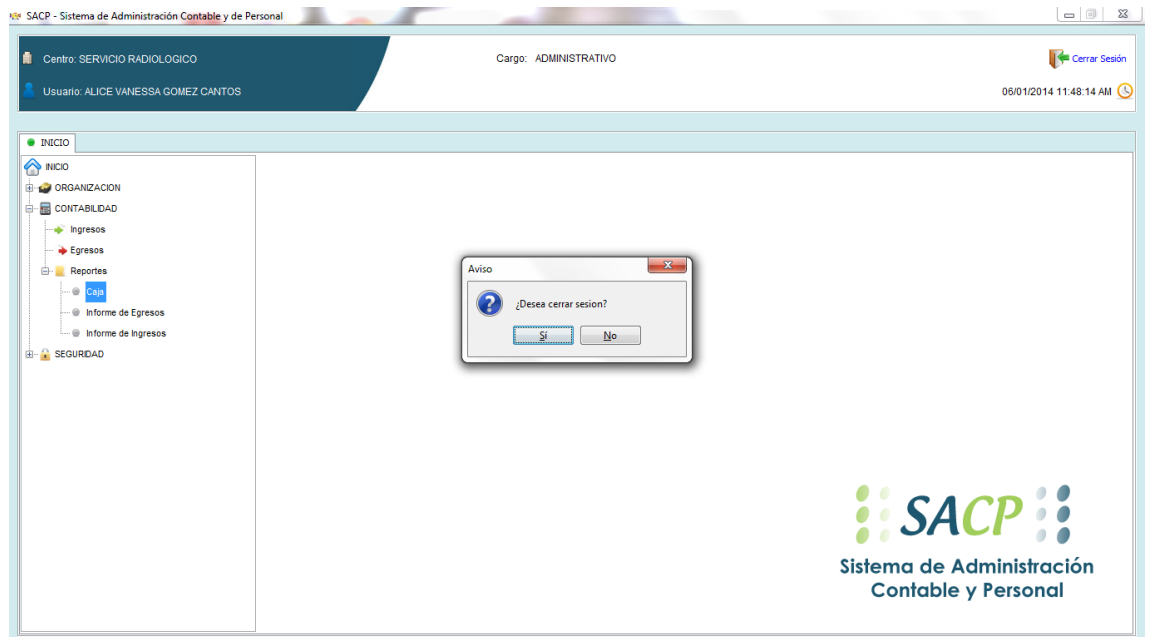 SACP - Sistema de Administración Contable y de Personal
Centro: SERVICIO RADIOLOGICO
Cargo: ADMINISTRATIVO
Cerrar Sesión
Usuario: ALICE VANESSA GOMEZ CANTOS
06/01/2014 11:48:14 AM
INICIO
INICIO
ORGANIZACION
CONTABILIDAD
Ingresos
Egresos
Reportes
Caja
Informe de Egresos
Informe de Ingresos
SEGURIDAD
Aviso
¿Desea cerrar sesion?
Sí No
SACP
Sistema de Administración
Contable y Personal